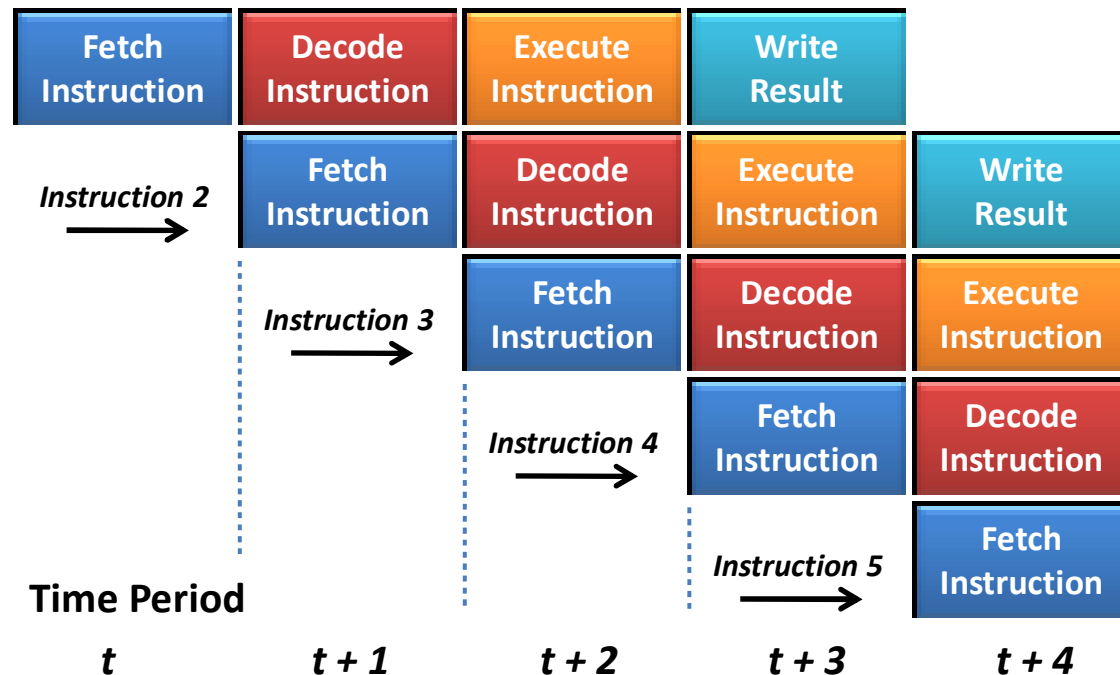 Fetch Decode Execute Write
Instruction Instruction Instruction Result
Instruction 2 Fetch Decode Execute Write
Instruction Instruction Instruction Result
Instruction 3 Fetch Decode Execute
Instruction Instruction Instruction
Instruction 4 Fetch Decode
Instruction Instruction
Instruction 5 Fetch
Instruction
Time Period
t t + 1 t + 2 t + 3 t + 4